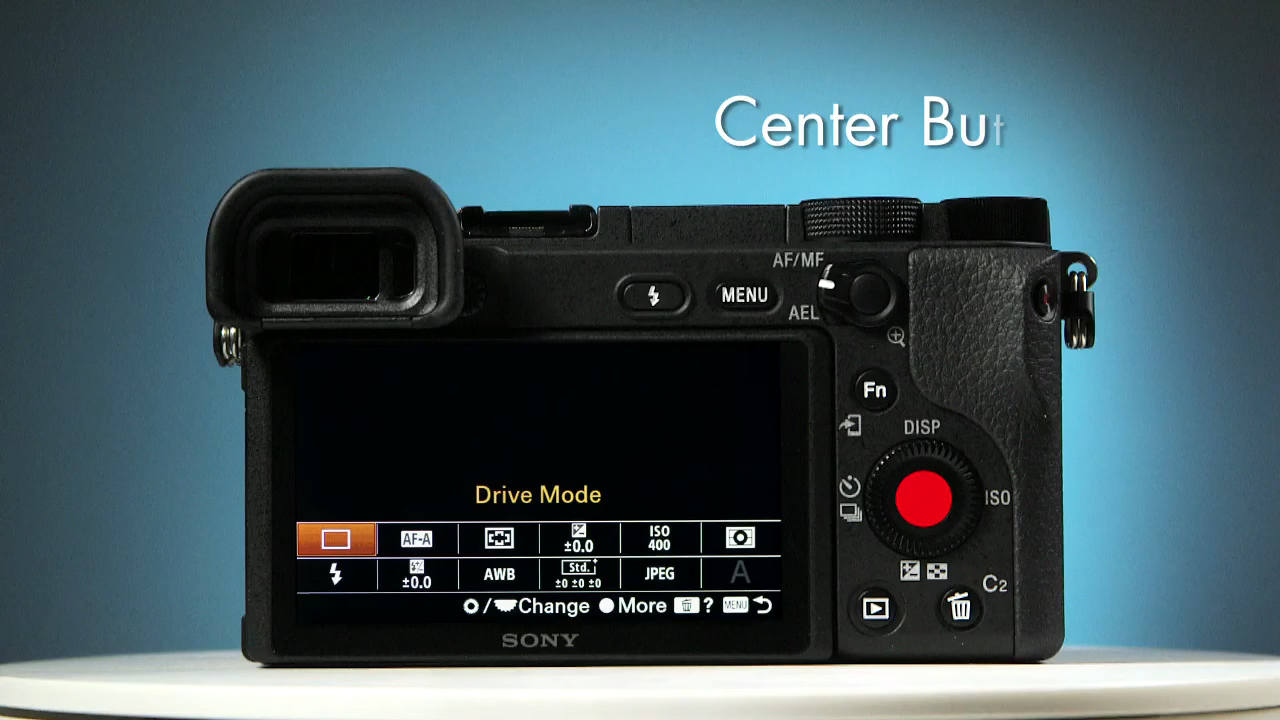 Center But
AF/MF
MENU
AEL
Fn
DISP
ISO
Drive Mode
AF-A ±0.0 ISO 400
±0.0 AWB Std. ±0 ±0 ±0 JPEG A
/ Change More ? MENU
C2
SONY